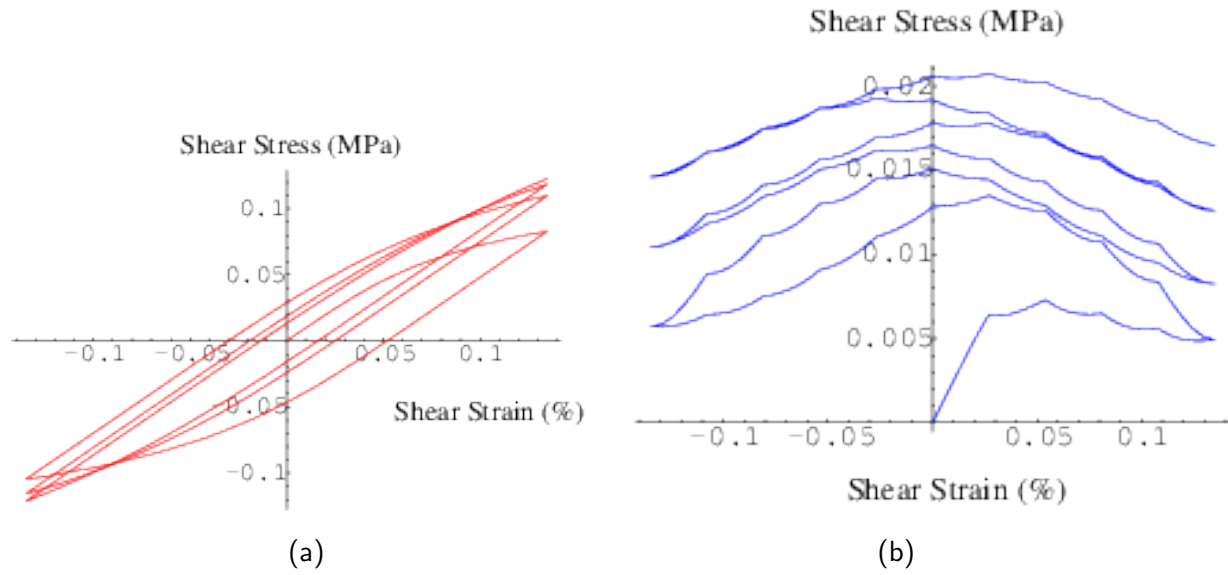 Shear Stress (MPa)
0.1
0.05
-0.1 -0.05 0.05 0.1
-0.05
Shear Strain (%)
-0.1
(a)
Shear Stress (MPa)
0.02
0.015
0.01
0.005
-0.1 -0.05 0.05 0.1
Shear Strain (%)
(b)